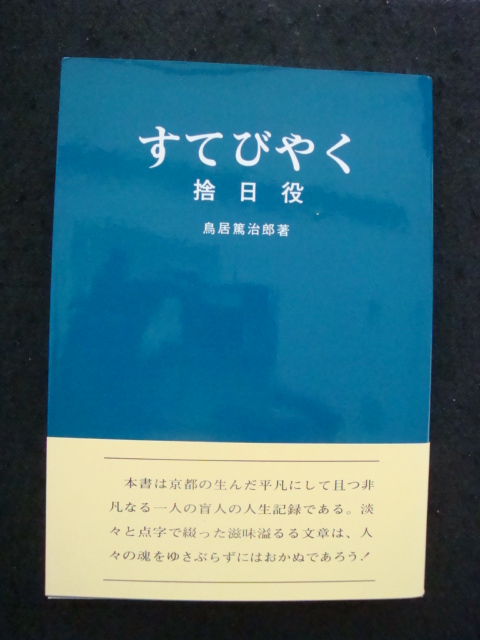 すてびやく
捨日役
鳥居篤治郎著
本書は京都の生んだ平凡にして且つ非
凡なる一人の盲人の人生記録である。淡
々と点字で綴った滋味溢るる文章は、人
々の魂をゆさぶらずにはおかぬであろう!